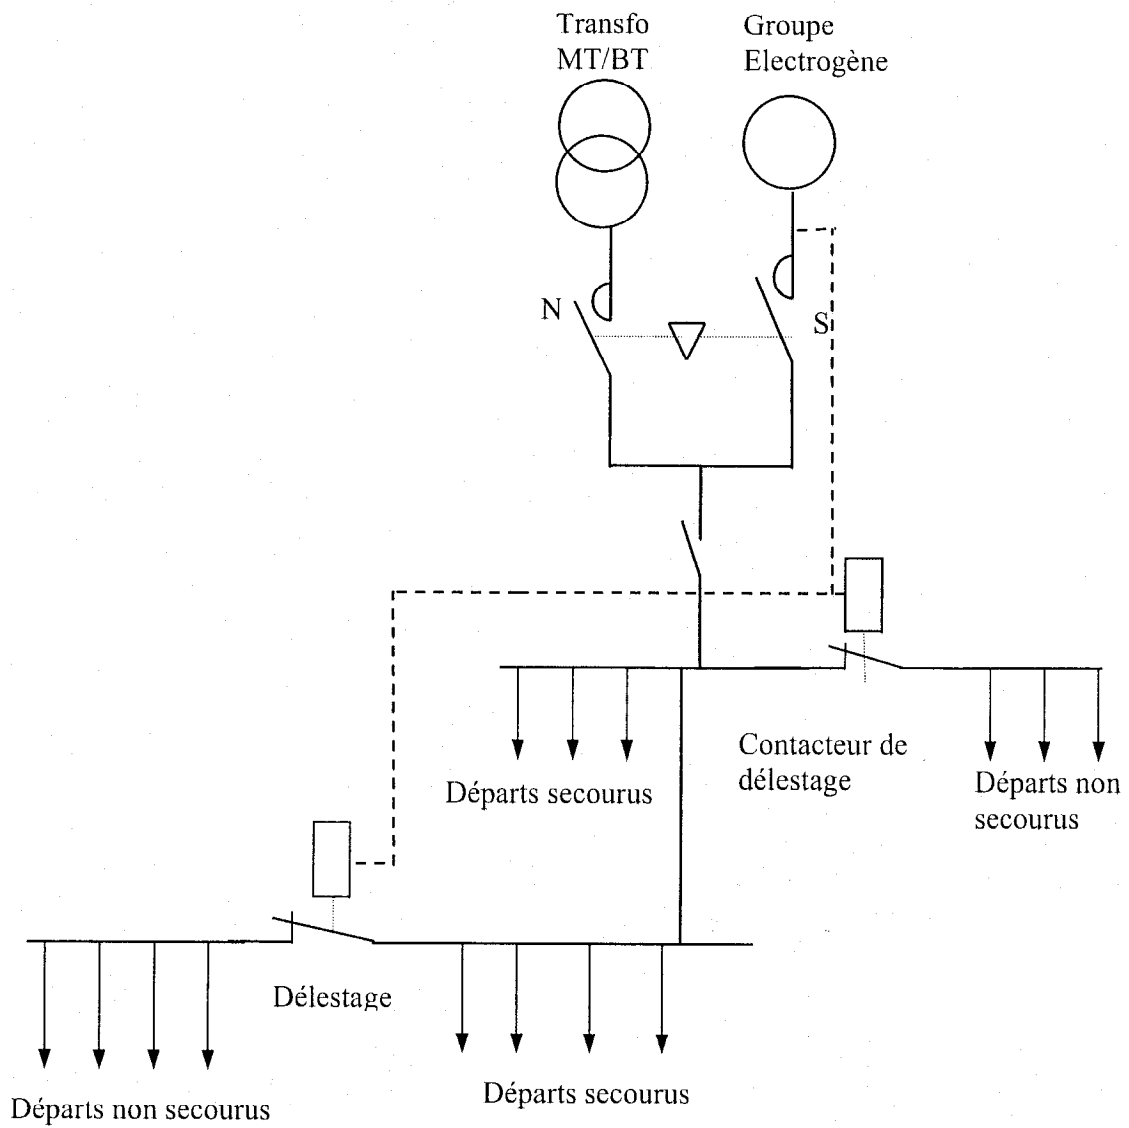 Transfo
MT/BT
Groupe
Electrogène
N
S
Contacteur de
délestage
Départs secourus
Départs non
secourus
Délestage
Départs non secourus
Départs secourus